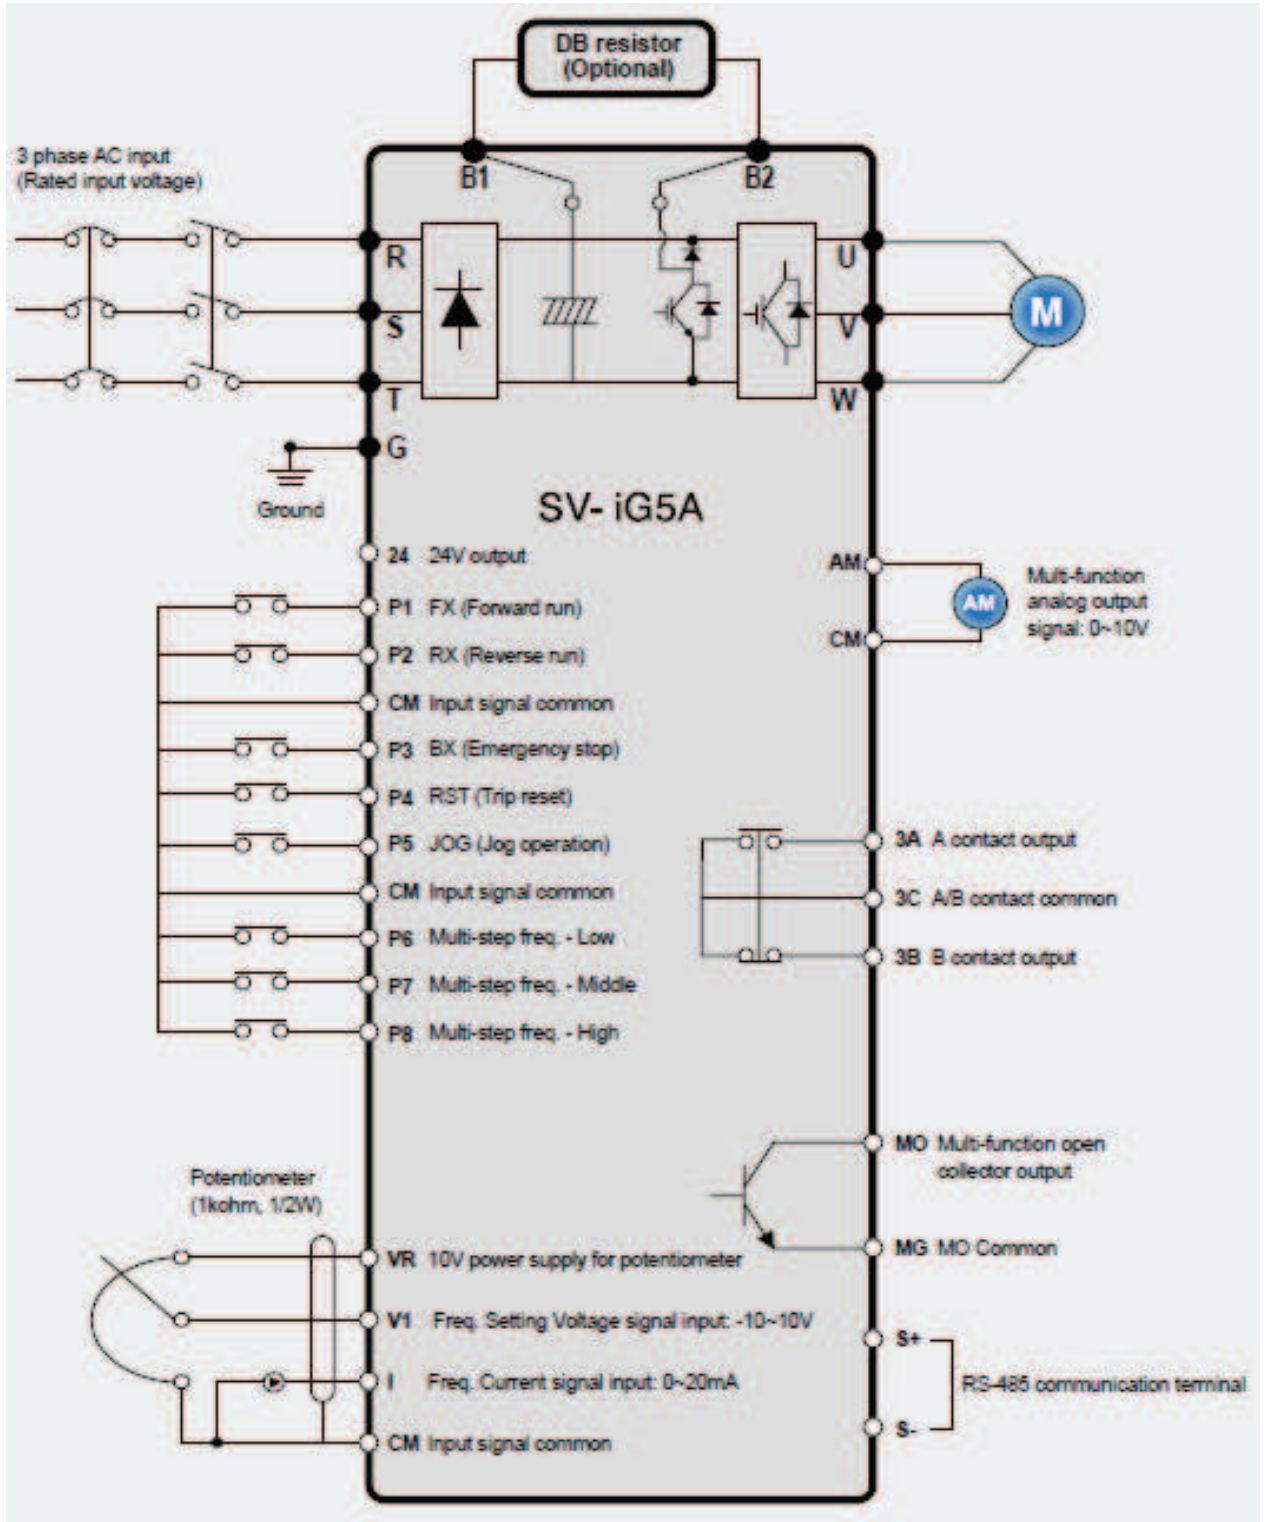 DB resistor
(Optional)
3 phase AC input
(Rated input voltage)
B1
B2
R
S
T
G
U
V
W
M
Ground
SV- iG5A
24 24V output
P1 FX (Forward run)
P2 RX (Reverse run)
CM Input signal common
P3 BX (Emergency stop)
P4 RST (Trip reset)
P5 JOG (Jog operation)
CM Input signal common
P6 Multi-step freq. - Low
P7 Multi-step freq. - Middle
P8 Multi-step freq. - High
AM
CM
AM
Multi-function
analog output
signal: 0~10V
3A A contact output
3C A/B contact common
3B B contact output
MO Multi-function open
collector output
MG MO Common
Potentiometer
(1kohm, 1/2W)
VR 10V power supply for potentiometer
V1 Freq. Setting Voltage signal input: -10~10V
I Freq. Current signal input: 0~20mA
CM Input signal common
S+
S-
RS-485 communication terminal